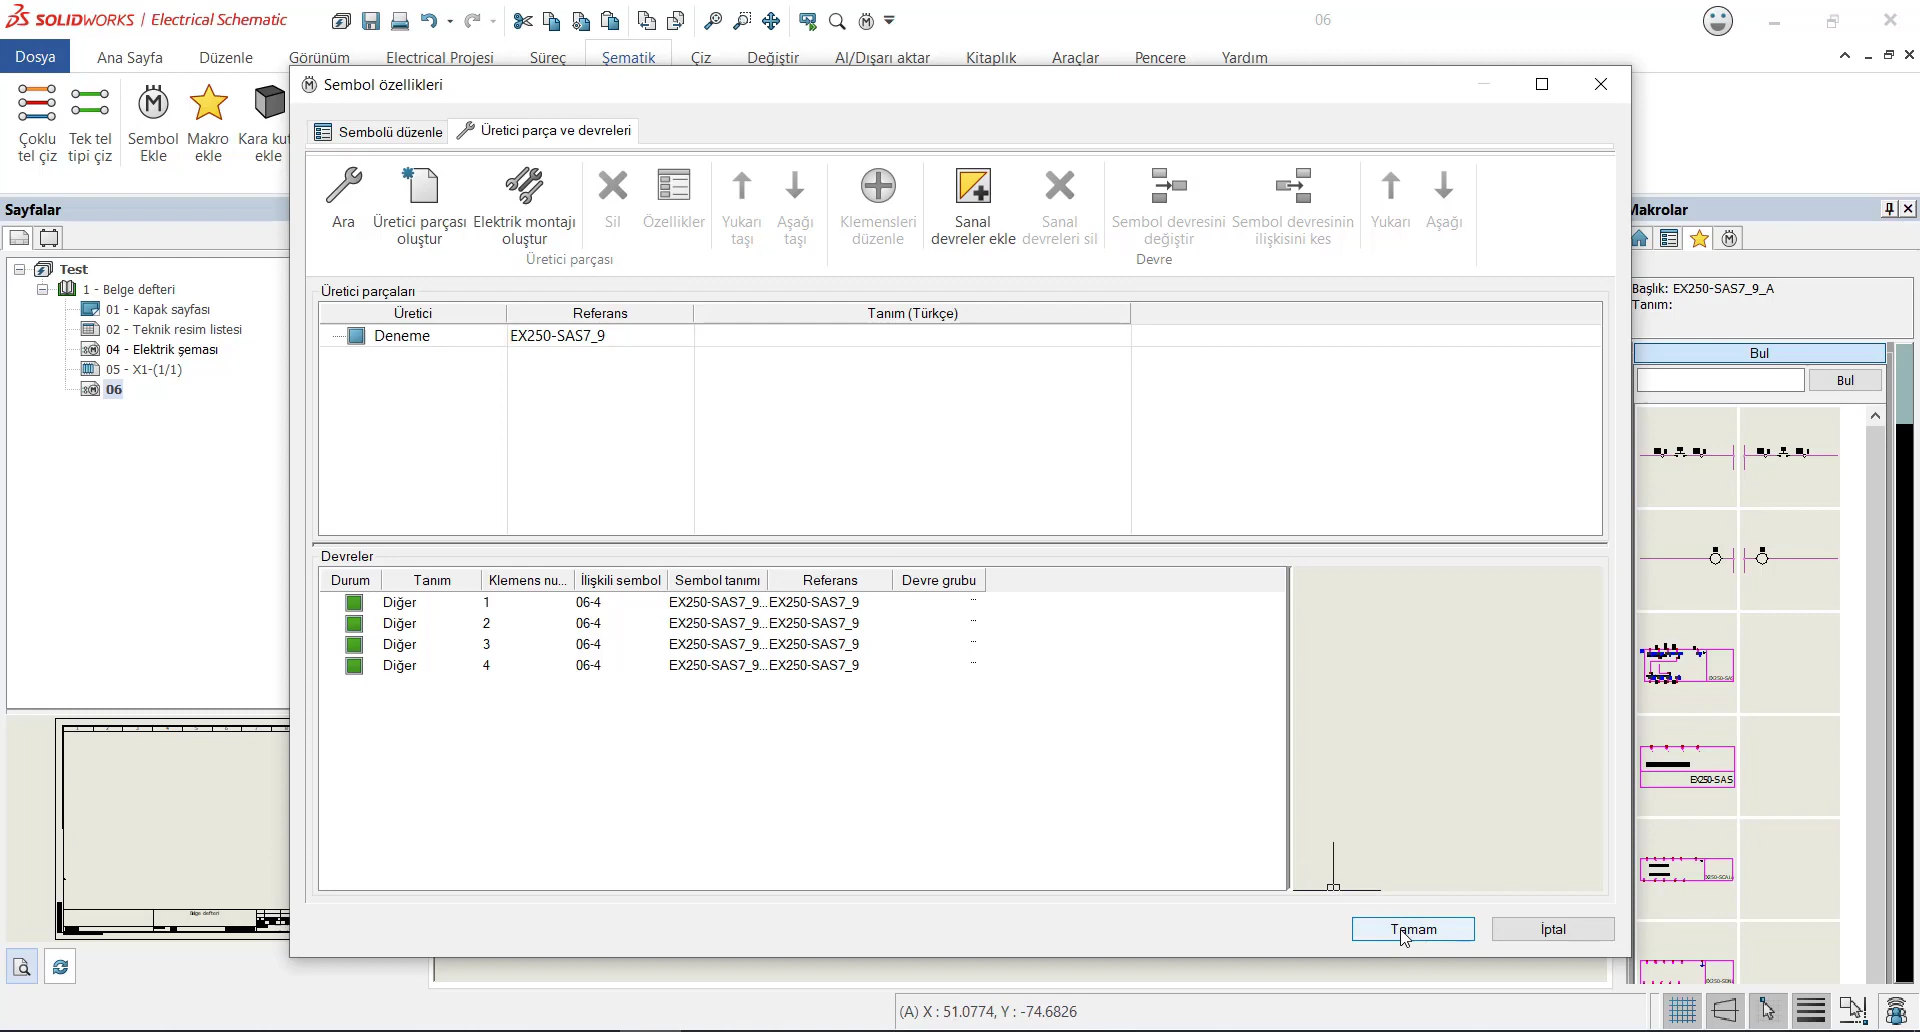 SOLIDWORKS | Electrical Schematic
06
Dosya
Ana Sayfa
Düzenle
Görünüm
Electrical Projesi
Süreç
Şematik
Çiz
Değiştir
Al/Dışarı aktar
Kitaplık
Araçlar
Pencere
Yardım
Çoklu
tel çiz
Tek tel
tipi çiz
Sembol
Ekle
Makro
ekle
Kara kut
ekle
Sayfalar
Test
1 - Belge defteri
01 - Kapak sayfası
02 - Teknik resim listesi
04 - Elektrik şeması
05 - X1-(1/1)
06
Belge defteri
Sembol özellikleri
Sembolü düzenle
Üretici parça ve devreleri
Ara
Üretici parçası
oluştur
Elektrik montajı
oluştur
Sil
Özellikler
Yukarı
taşı
Aşağı
taşı
Klemensleri
düzenle
Sanal
devreler ekle
Sanal
devreleri sil
Sembol devresini
değiştir
Sembol devresinin
ilişkisini kes
Yukarı
Aşağı
Üretici parçası
Devre
Üretici parçaları
Üretici
Referans
Tanım (Türkçe)
Deneme
EX250-SAS7_9
Devreler
Durum
Tanım
Klemens nu...
İlişkili sembol
Sembol tanımı
Referans
Devre grubu
Diğer 1 06-4 EX250-SAS7_9... EX250-SAS7_9 ...
Diğer 2 06-4 EX250-SAS7_9... EX250-SAS7_9 ...
Diğer 3 06-4 EX250-SAS7_9... EX250-SAS7_9 ...
Diğer 4 06-4 EX250-SAS7_9... EX250-SAS7_9 ...
Tamam
İptal
Makrolar
Başlık: EX250-SAS7_9_A
Tanım:
Bul
Bul
EX250-SAS
(A) X : 51.0774, Y : -74.6826